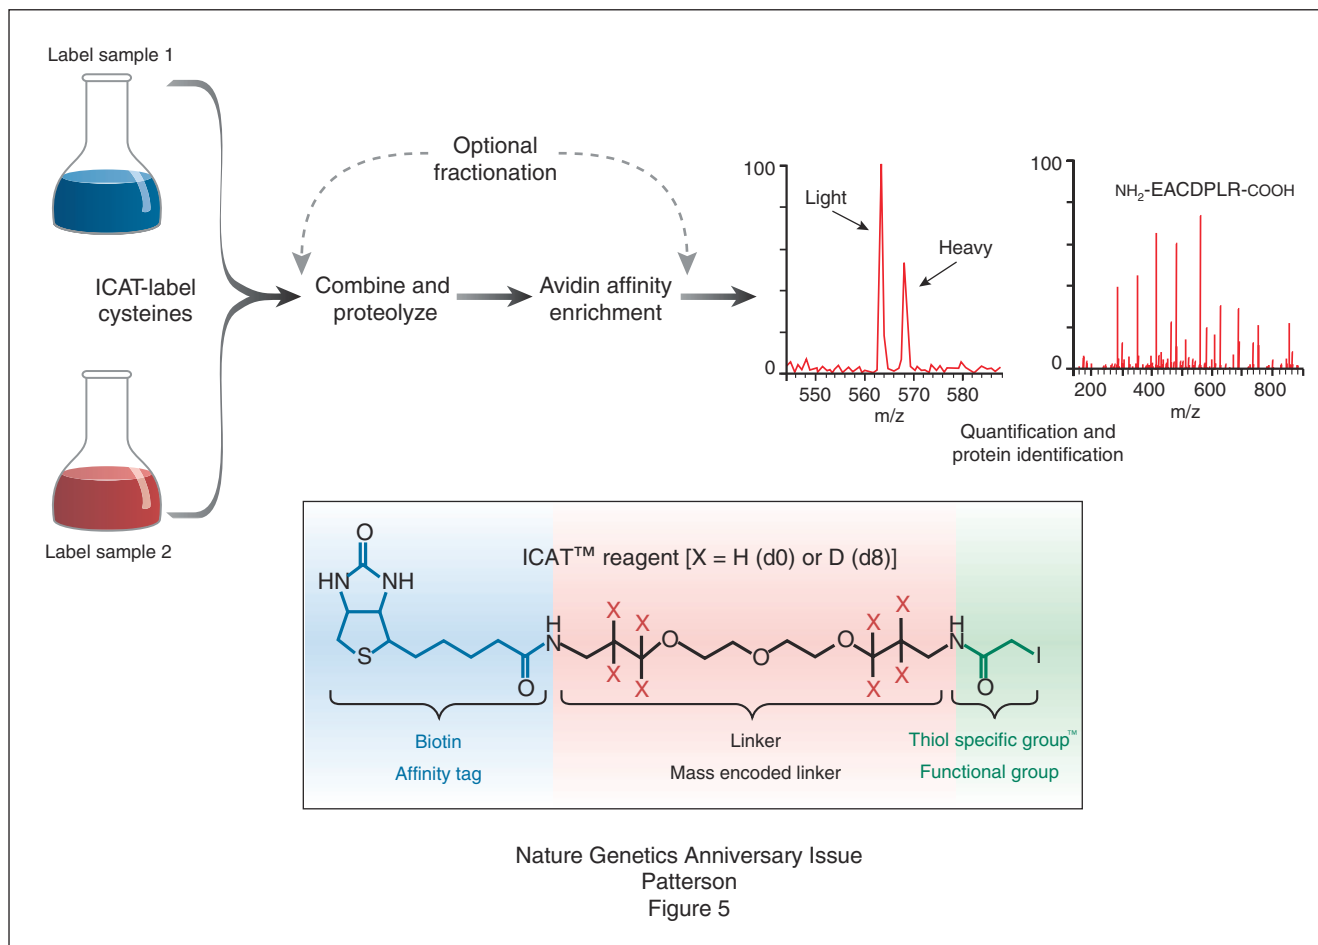 Label sample 1
Optional
fractionation
ICAT-label
cysteines
Combine and
proteolyze
Avidin affinity
enrichment
Label sample 2
100
0
Light
Heavy
550 560 570 580
m/z
100
0
NH2-EACDPLR-COOH
200 400 600 800
m/z
Quantification and
protein identification
ICAT™ reagent [X = H (d0) or D (d8)]
O
HN NH
S
O
H
N
X X
X X
O
O
O
X X
X X
H
N
O
I
Biotin
Affinity tag
Linker
Mass encoded linker
Thiol specific group™
Functional group
Nature Genetics Anniversary Issue
Patterson
Figure 5